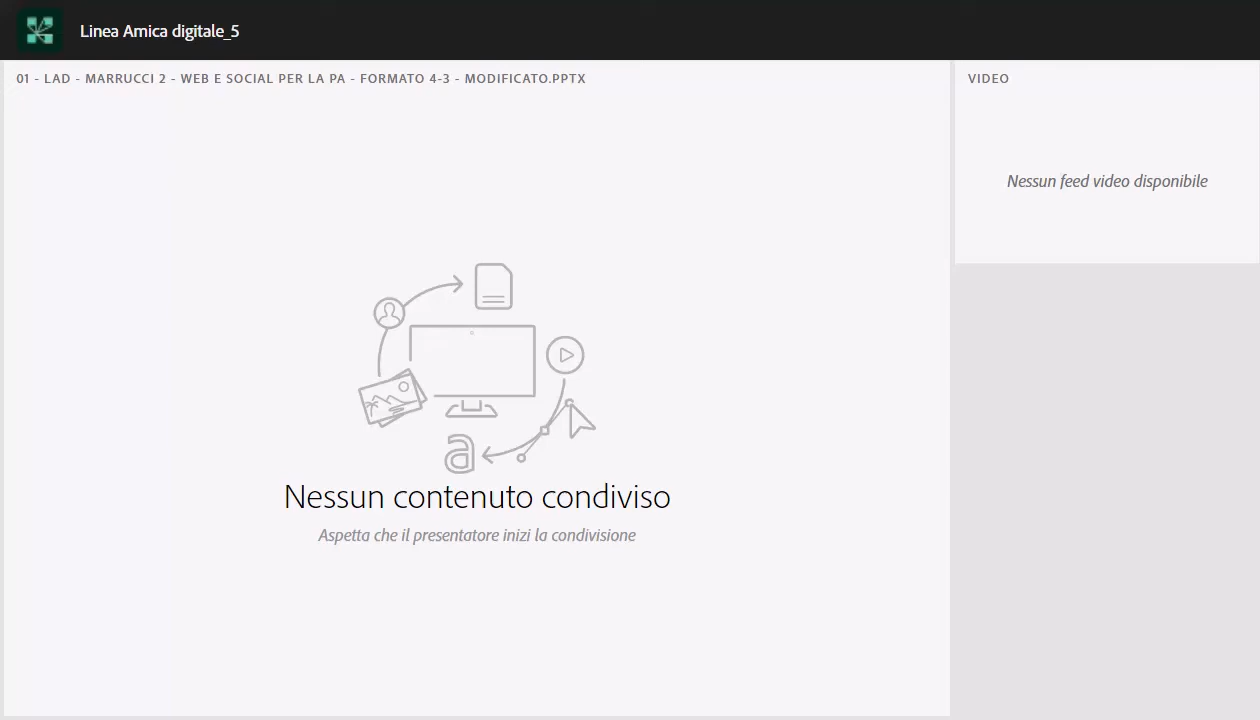 Linea Amica digitale_5
01 - LAD - MARRUCCI 2 - WEB E SOCIAL PER LA PA - FORMATO 4-3 - MODIFICATO.PPTX
VIDEO
Nessun feed video disponibile
a
Nessun contenuto condiviso
Aspetta che il presentatore inizi la condivisione